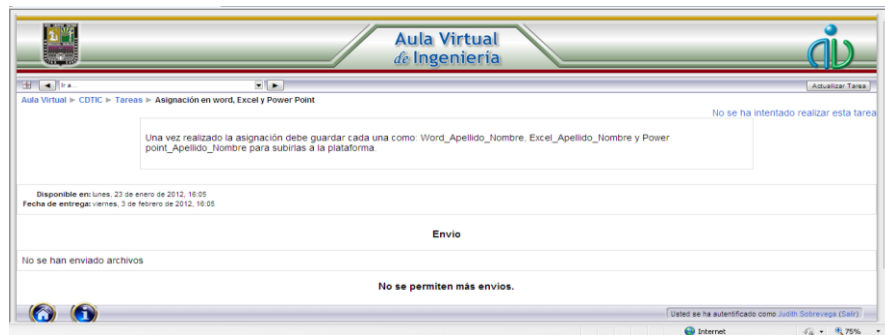 Aula Virtual
de Ingeniería
Ir a...
Actualizar Tarea
Aula Virtual ► CDTIC ► Tareas ► Asignación en word, Excel y Power Point
No se ha intentado realizar esta tarea
Una vez realizado la asignación debe guardar cada una como: Word_Apellido_Nombre, Excel_Apellido_Nombre y Power
point_Apellido_Nombre para subirlas a la plataforma.
Disponible en: lunes, 23 de enero de 2012, 16:05
Fecha de entrega: viernes, 3 de febrero de 2012, 16:05
Envio
No se han enviado archivos
No se permiten más envios.
Usted se ha autentificado como Judith Sobrevega (Salir)
Internet
75%